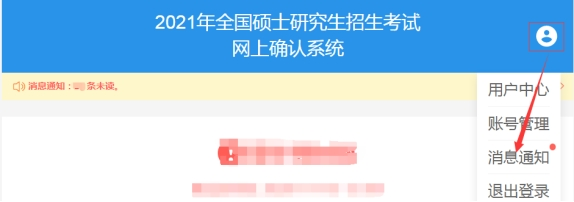 2021年全国硕士研究生招生考试
网上确认系统
消息通知：条未读。
用户中心
账号管理
消息通知
退出登录